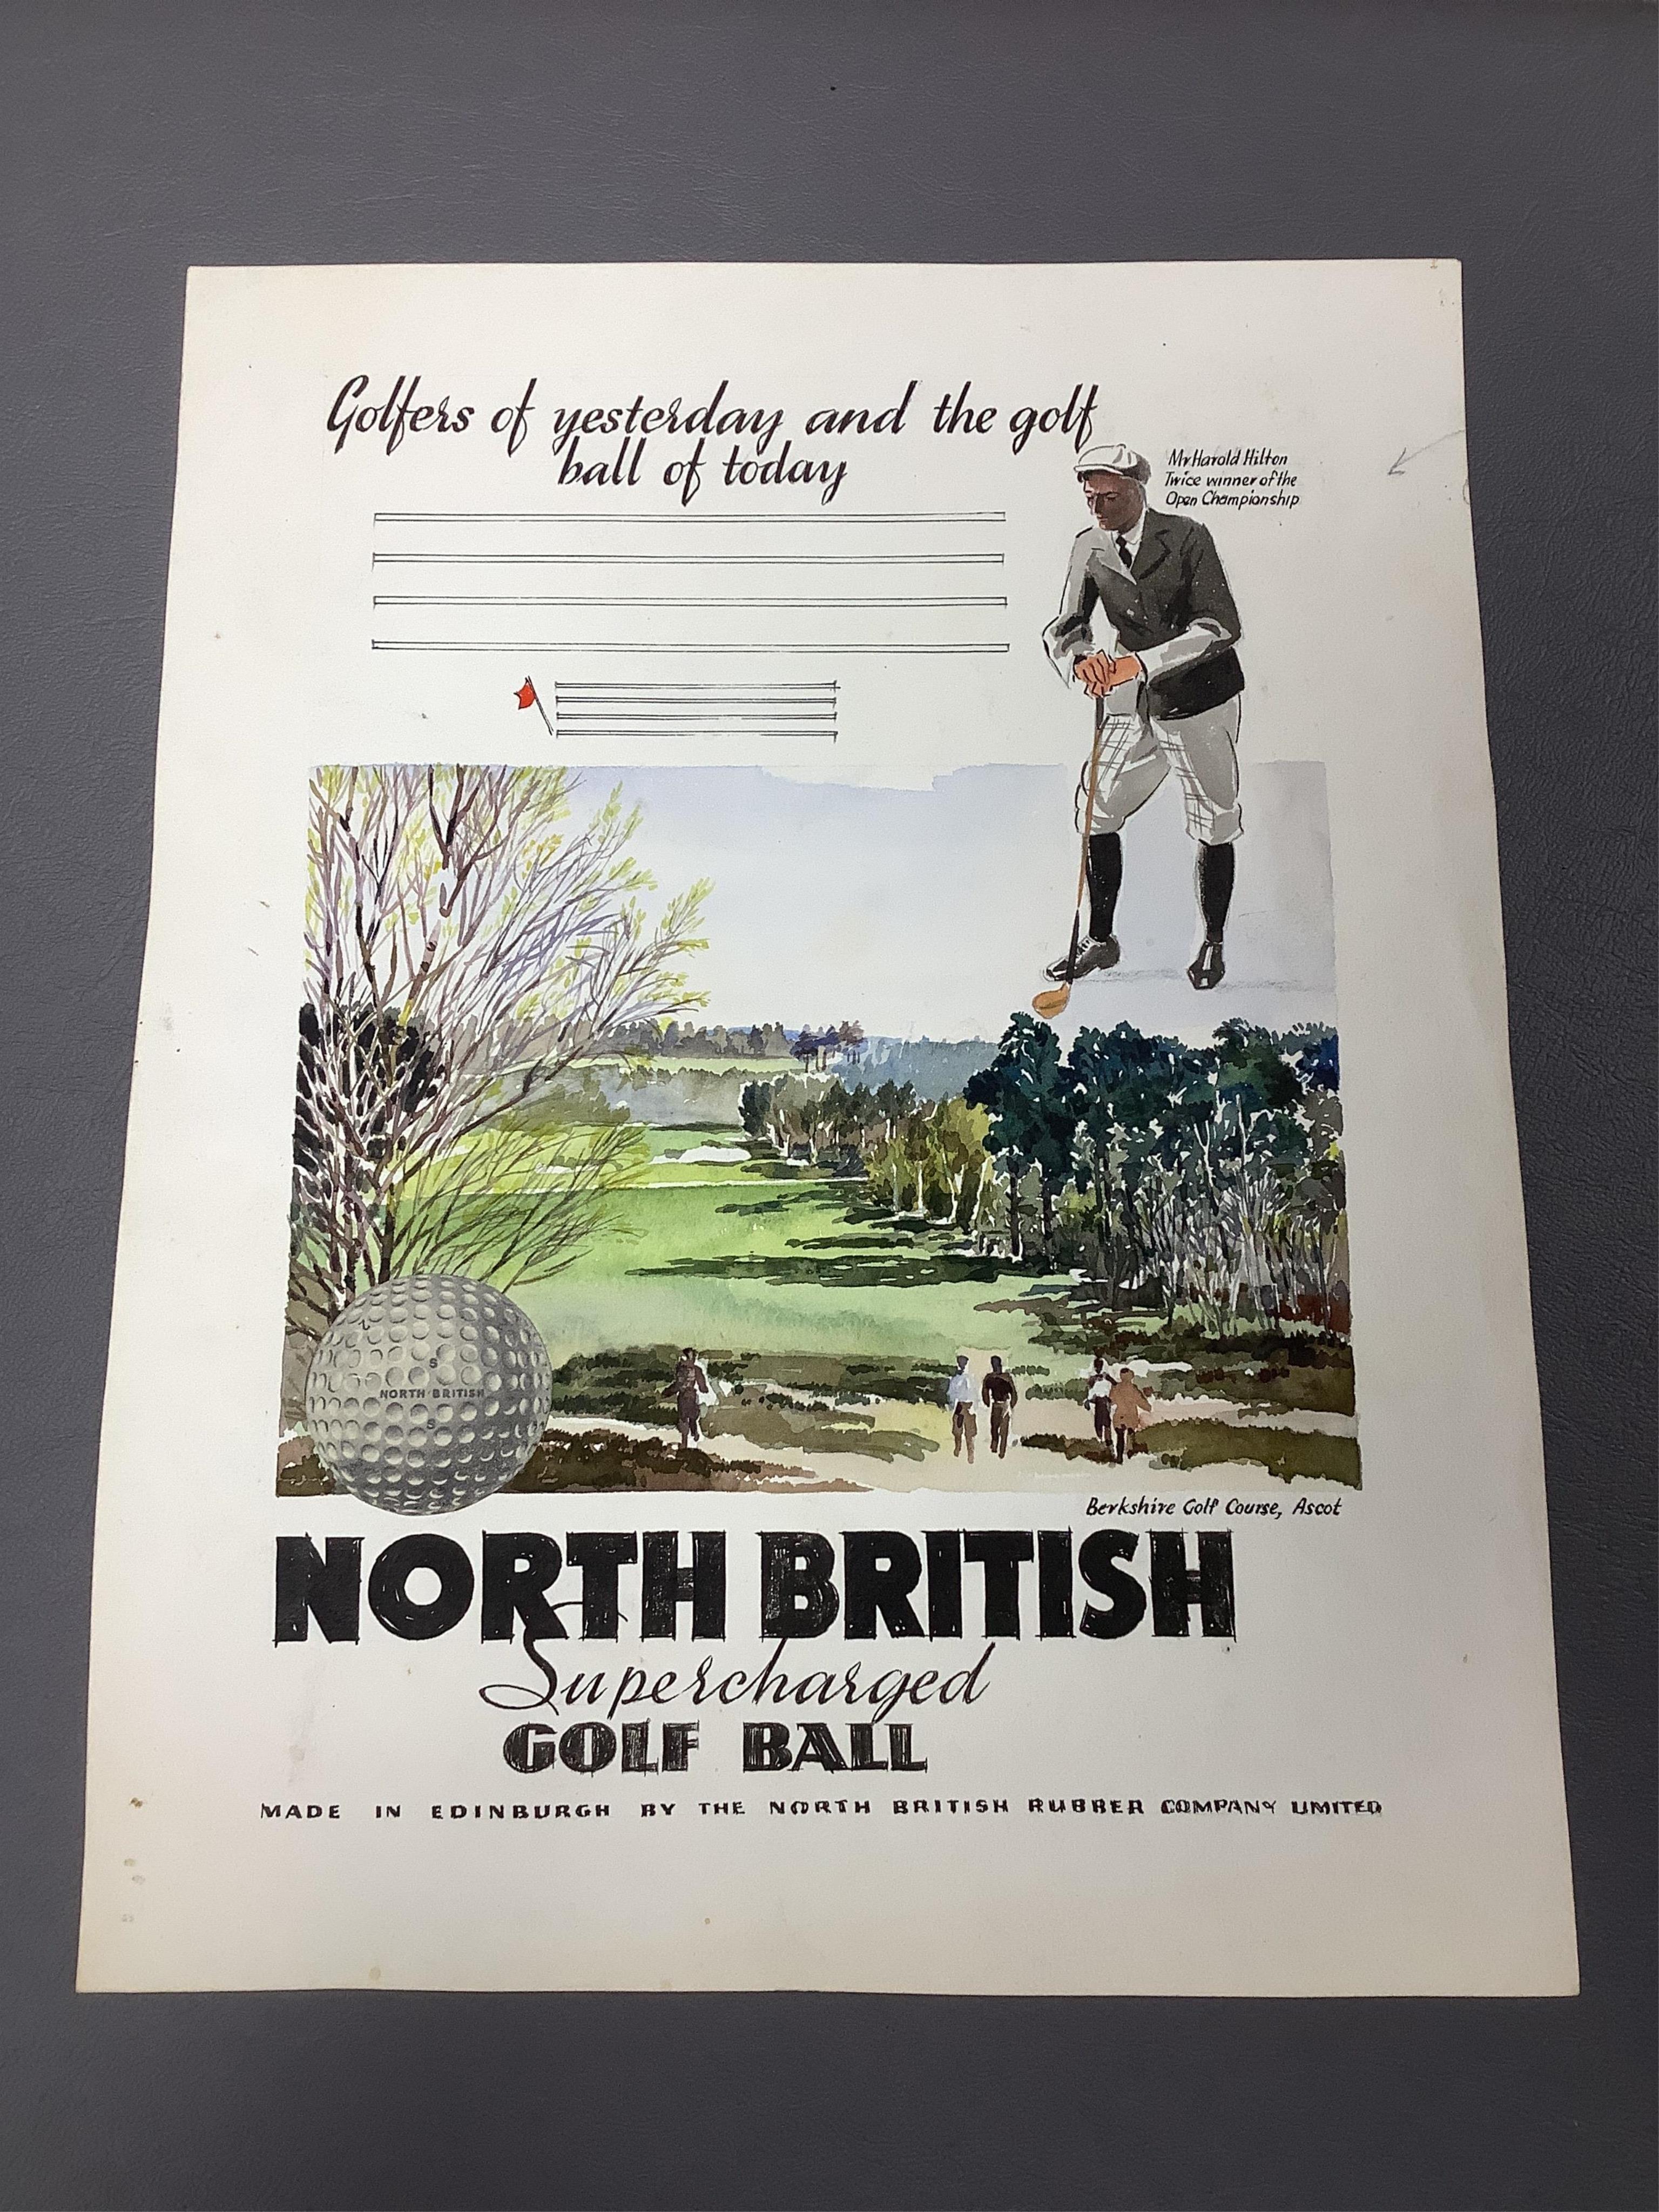 Golfers of yesterday and the golf
ball of today
Mr Harold Hilton
Twice winner of the
Open Championship
S
NORTH BRITISH
S
Berkshire Golf Course, Ascot
NORTH BRITISH
Supercharged
GOLF BALL
MADE IN EDINBURGH BY THE NORTH BRITISH RUBBER COMPANY LIMITED